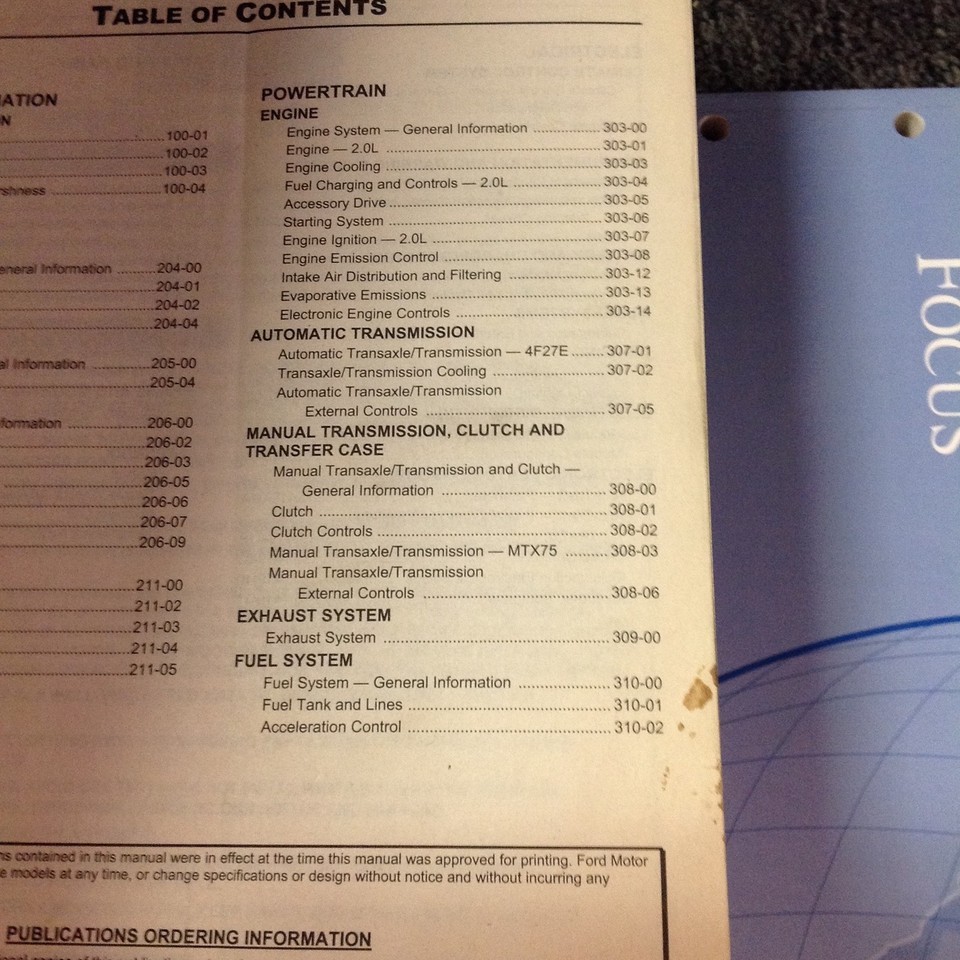 TABLE OF CONTENTS
ATION
N
100-01
100-02
100-03
rshness 100-04
eneral Information 204-00
204-01
204-02
204-04
al Information 205-00
205-04
formation 206-00
206-02
206-03
206-05
206-06
206-07
206-09
211-00
211-02
211-03
211-04
211-05
POWERTRAIN
ENGINE
Engine System — General Information 303-00
Engine — 2.0L 303-01
Engine Cooling 303-03
Fuel Charging and Controls — 2.0L 303-04
Accessory Drive 303-05
Starting System 303-06
Engine Ignition — 2.0L 303-07
Engine Emission Control 303-08
Intake Air Distribution and Filtering 303-12
Evaporative Emissions 303-13
Electronic Engine Controls 303-14
AUTOMATIC TRANSMISSION
Automatic Transaxle/Transmission — 4F27E 307-01
Transaxle/Transmission Cooling 307-02
Automatic Transaxle/Transmission
External Controls 307-05
MANUAL TRANSMISSION, CLUTCH AND
TRANSFER CASE
Manual Transaxle/Transmission and Clutch —
General Information 308-00
Clutch 308-01
Clutch Controls 308-02
Manual Transaxle/Transmission — MTX75 308-03
Manual Transaxle/Transmission
External Controls 308-06
EXHAUST SYSTEM
Exhaust System 309-00
FUEL SYSTEM
Fuel System — General Information 310-00
Fuel Tank and Lines 310-01
Acceleration Control 310-02
ns contained in this manual were in effect at the time this manual was approved for printing. Ford Motor
e models at any time, or change specifications or design without notice and without incurring any
PUBLICATIONS ORDERING INFORMATION
FOCUS